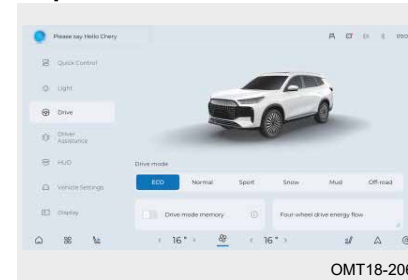 Please say Hello Chery
Quick Control
Light
Drive
Driver
Assistance
HUD
Vehicle Settings
Display
Drive mode
ECO Normal Sport Snow Mud Off-road
Drive mode memory
Four-wheel drive energy flow
16° 16°
OMT18-206